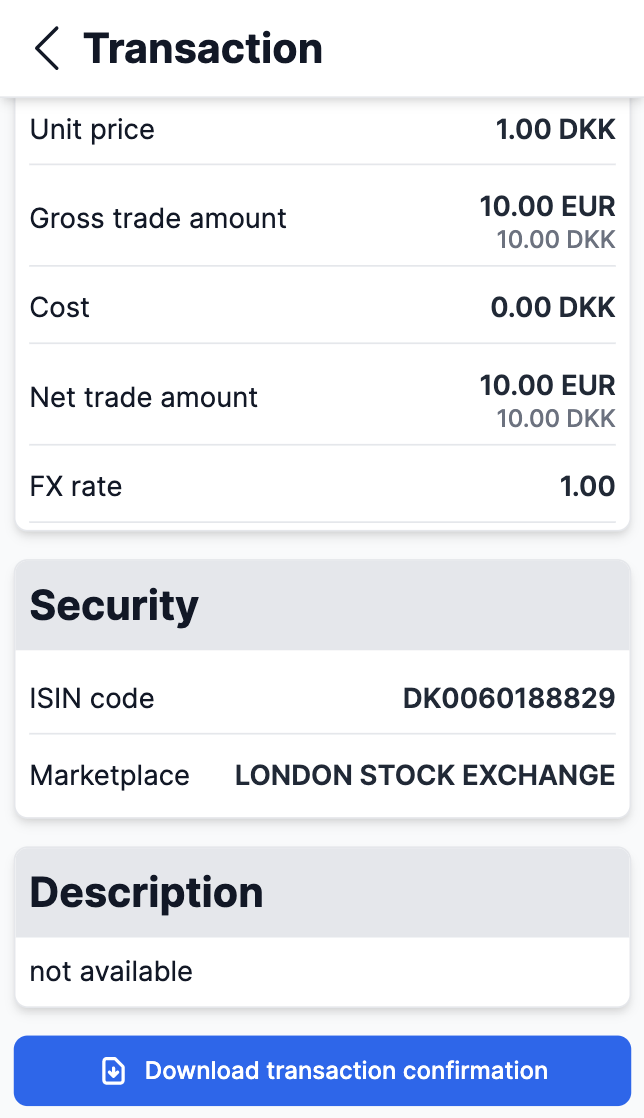 Transaction
Unit price 1.00 DKK
Gross trade amount 10.00 EUR
10.00 DKK
Cost 0.00 DKK
Net trade amount 10.00 EUR
10.00 DKK
FX rate 1.00
Security
ISIN code DK0060188829
Marketplace LONDON STOCK EXCHANGE
Description
not available
Download transaction confirmation